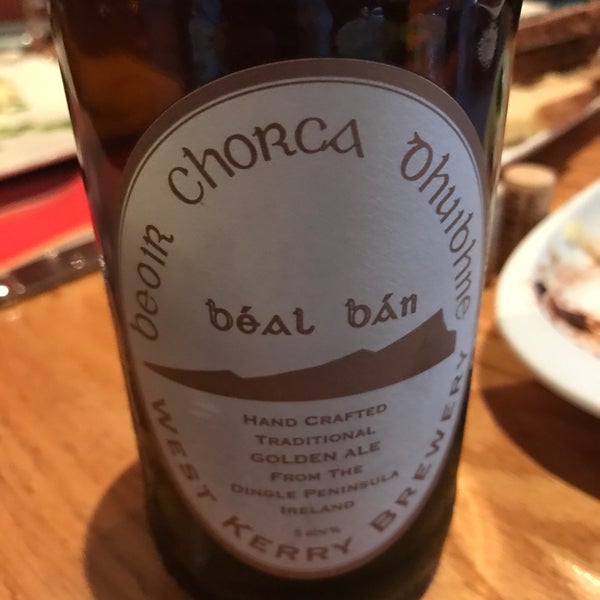 Beoir Chorca Dhuibhne
Béal Bán
Hand Crafted
Traditional
Golden Ale
From The
Dingle Peninsula
Ireland
West Kerry Brewery